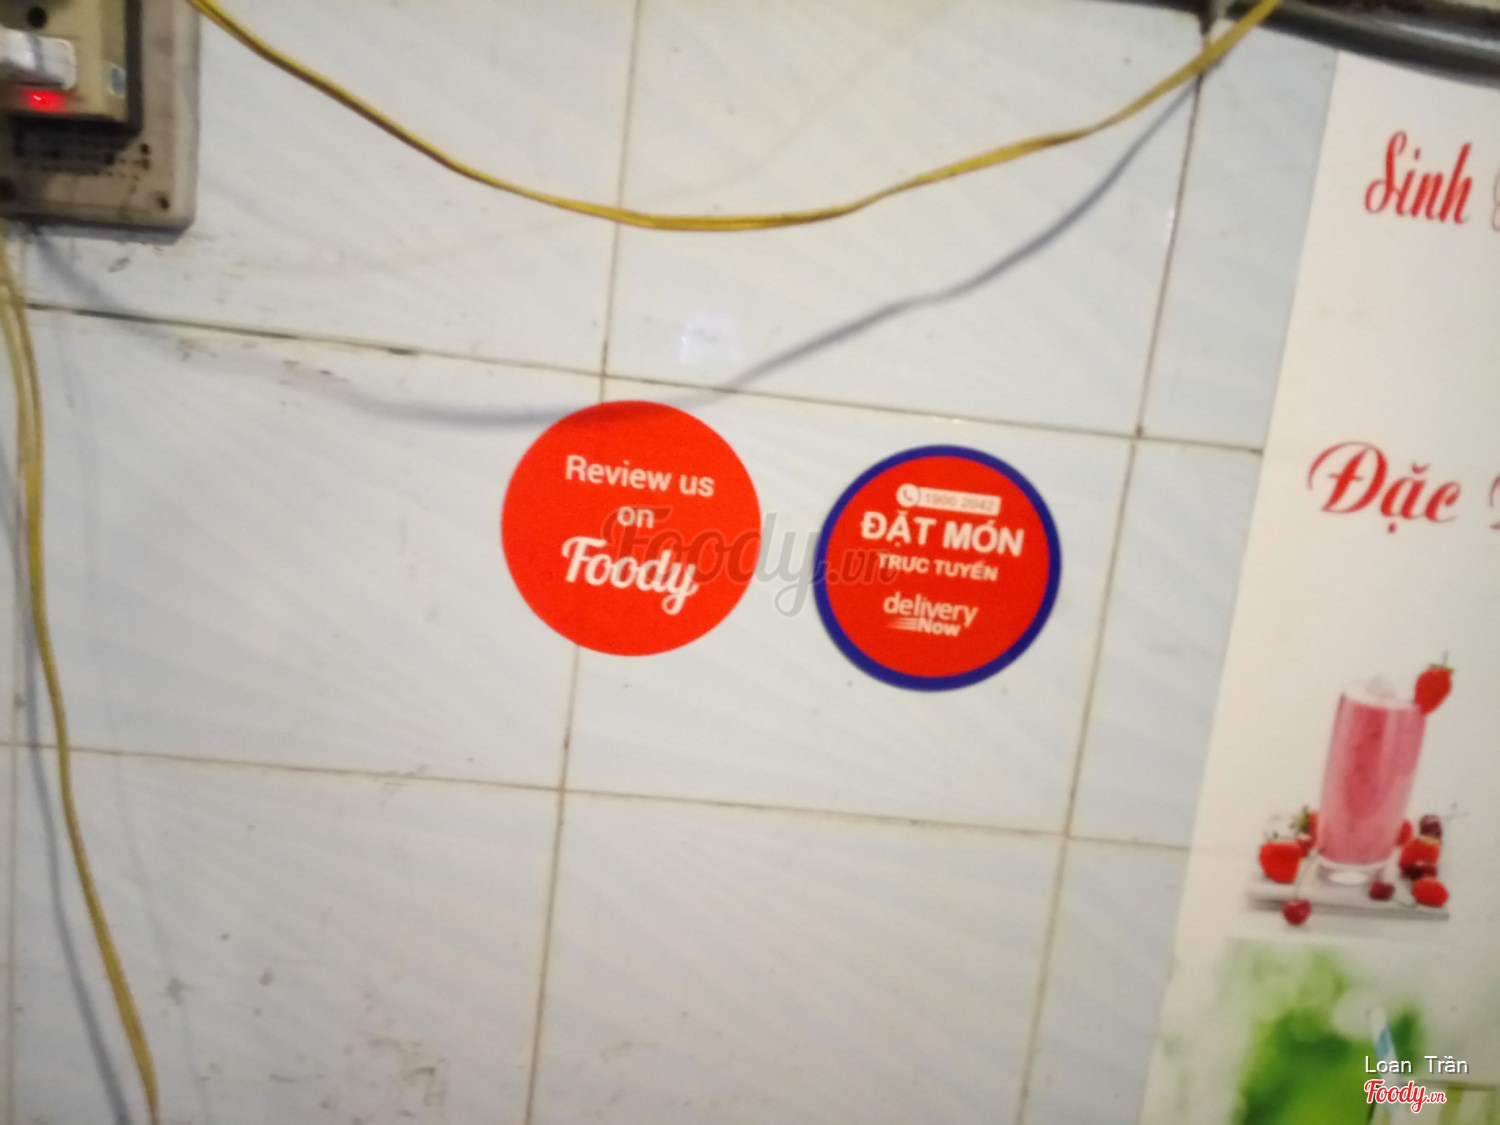 Sinh
Đặc
Review us
on
Foody
1900 2042
ĐẶT MÓN
TRỰC TUYẾN
delivery
Now
Foody.vn
Loan Trần
Foody.vn